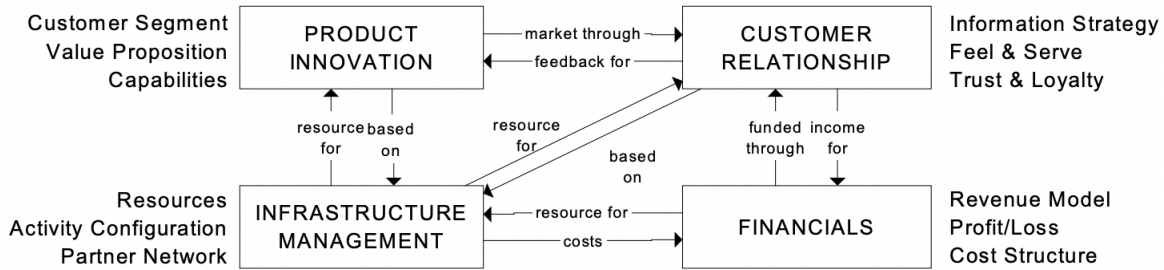 Customer Segment
Value Proposition
Capabilities
PRODUCT
INNOVATION
market through
feedback for
CUSTOMER
RELATIONSHIP
Information Strategy
Feel & Serve
Trust & Loyalty
resource
for
based
on
resource
for
based
on
funded
through
income
for
Resources
Activity Configuration
Partner Network
INFRASTRUCTURE
MANAGEMENT
resource for
costs
FINANCIALS
Revenue Model
Profit/Loss
Cost Structure